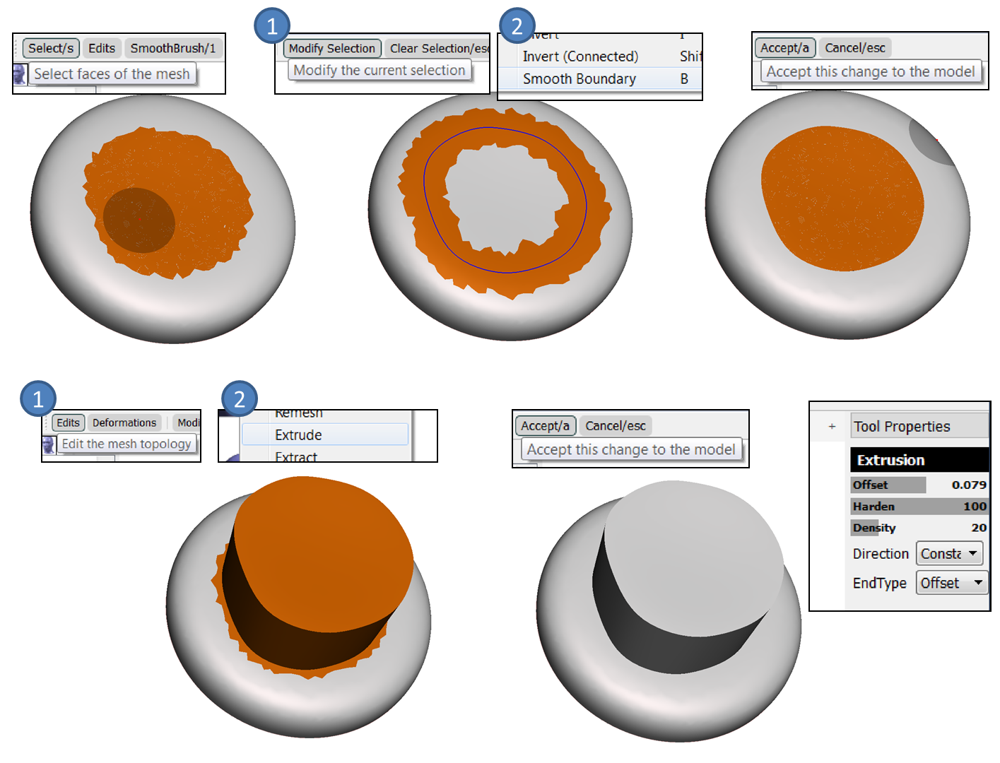 1
2
Select/s Edits SmoothBrush/1
Select faces of the mesh
Modify Selection Clear Selection/esc
Modify the current selection
Invert I
Invert (Connected) Shif
Smooth Boundary B
Accept/a Cancel/esc
Accept this change to the model
1
2
Edits Deformations Modi
Edit the mesh topology
Remesh
Extrude
Extract
Accept/a Cancel/esc
Accept this change to the model
+ Tool Properties
Extrusion
Offset 0.079
Harden 100
Density 20
Direction Consta
EndType Offset